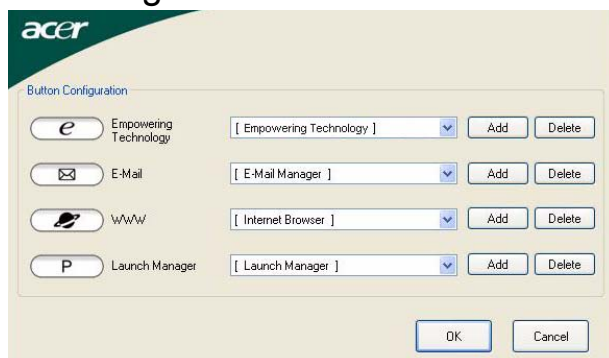 acer
Button Configuration
e Empowering Technology [ Empowering Technology ] Add Delete
E-Mail [ E-Mail Manager ] Add Delete
WWW [ Internet Browser ] Add Delete
P Launch Manager [ Launch Manager ] Add Delete
OK Cancel